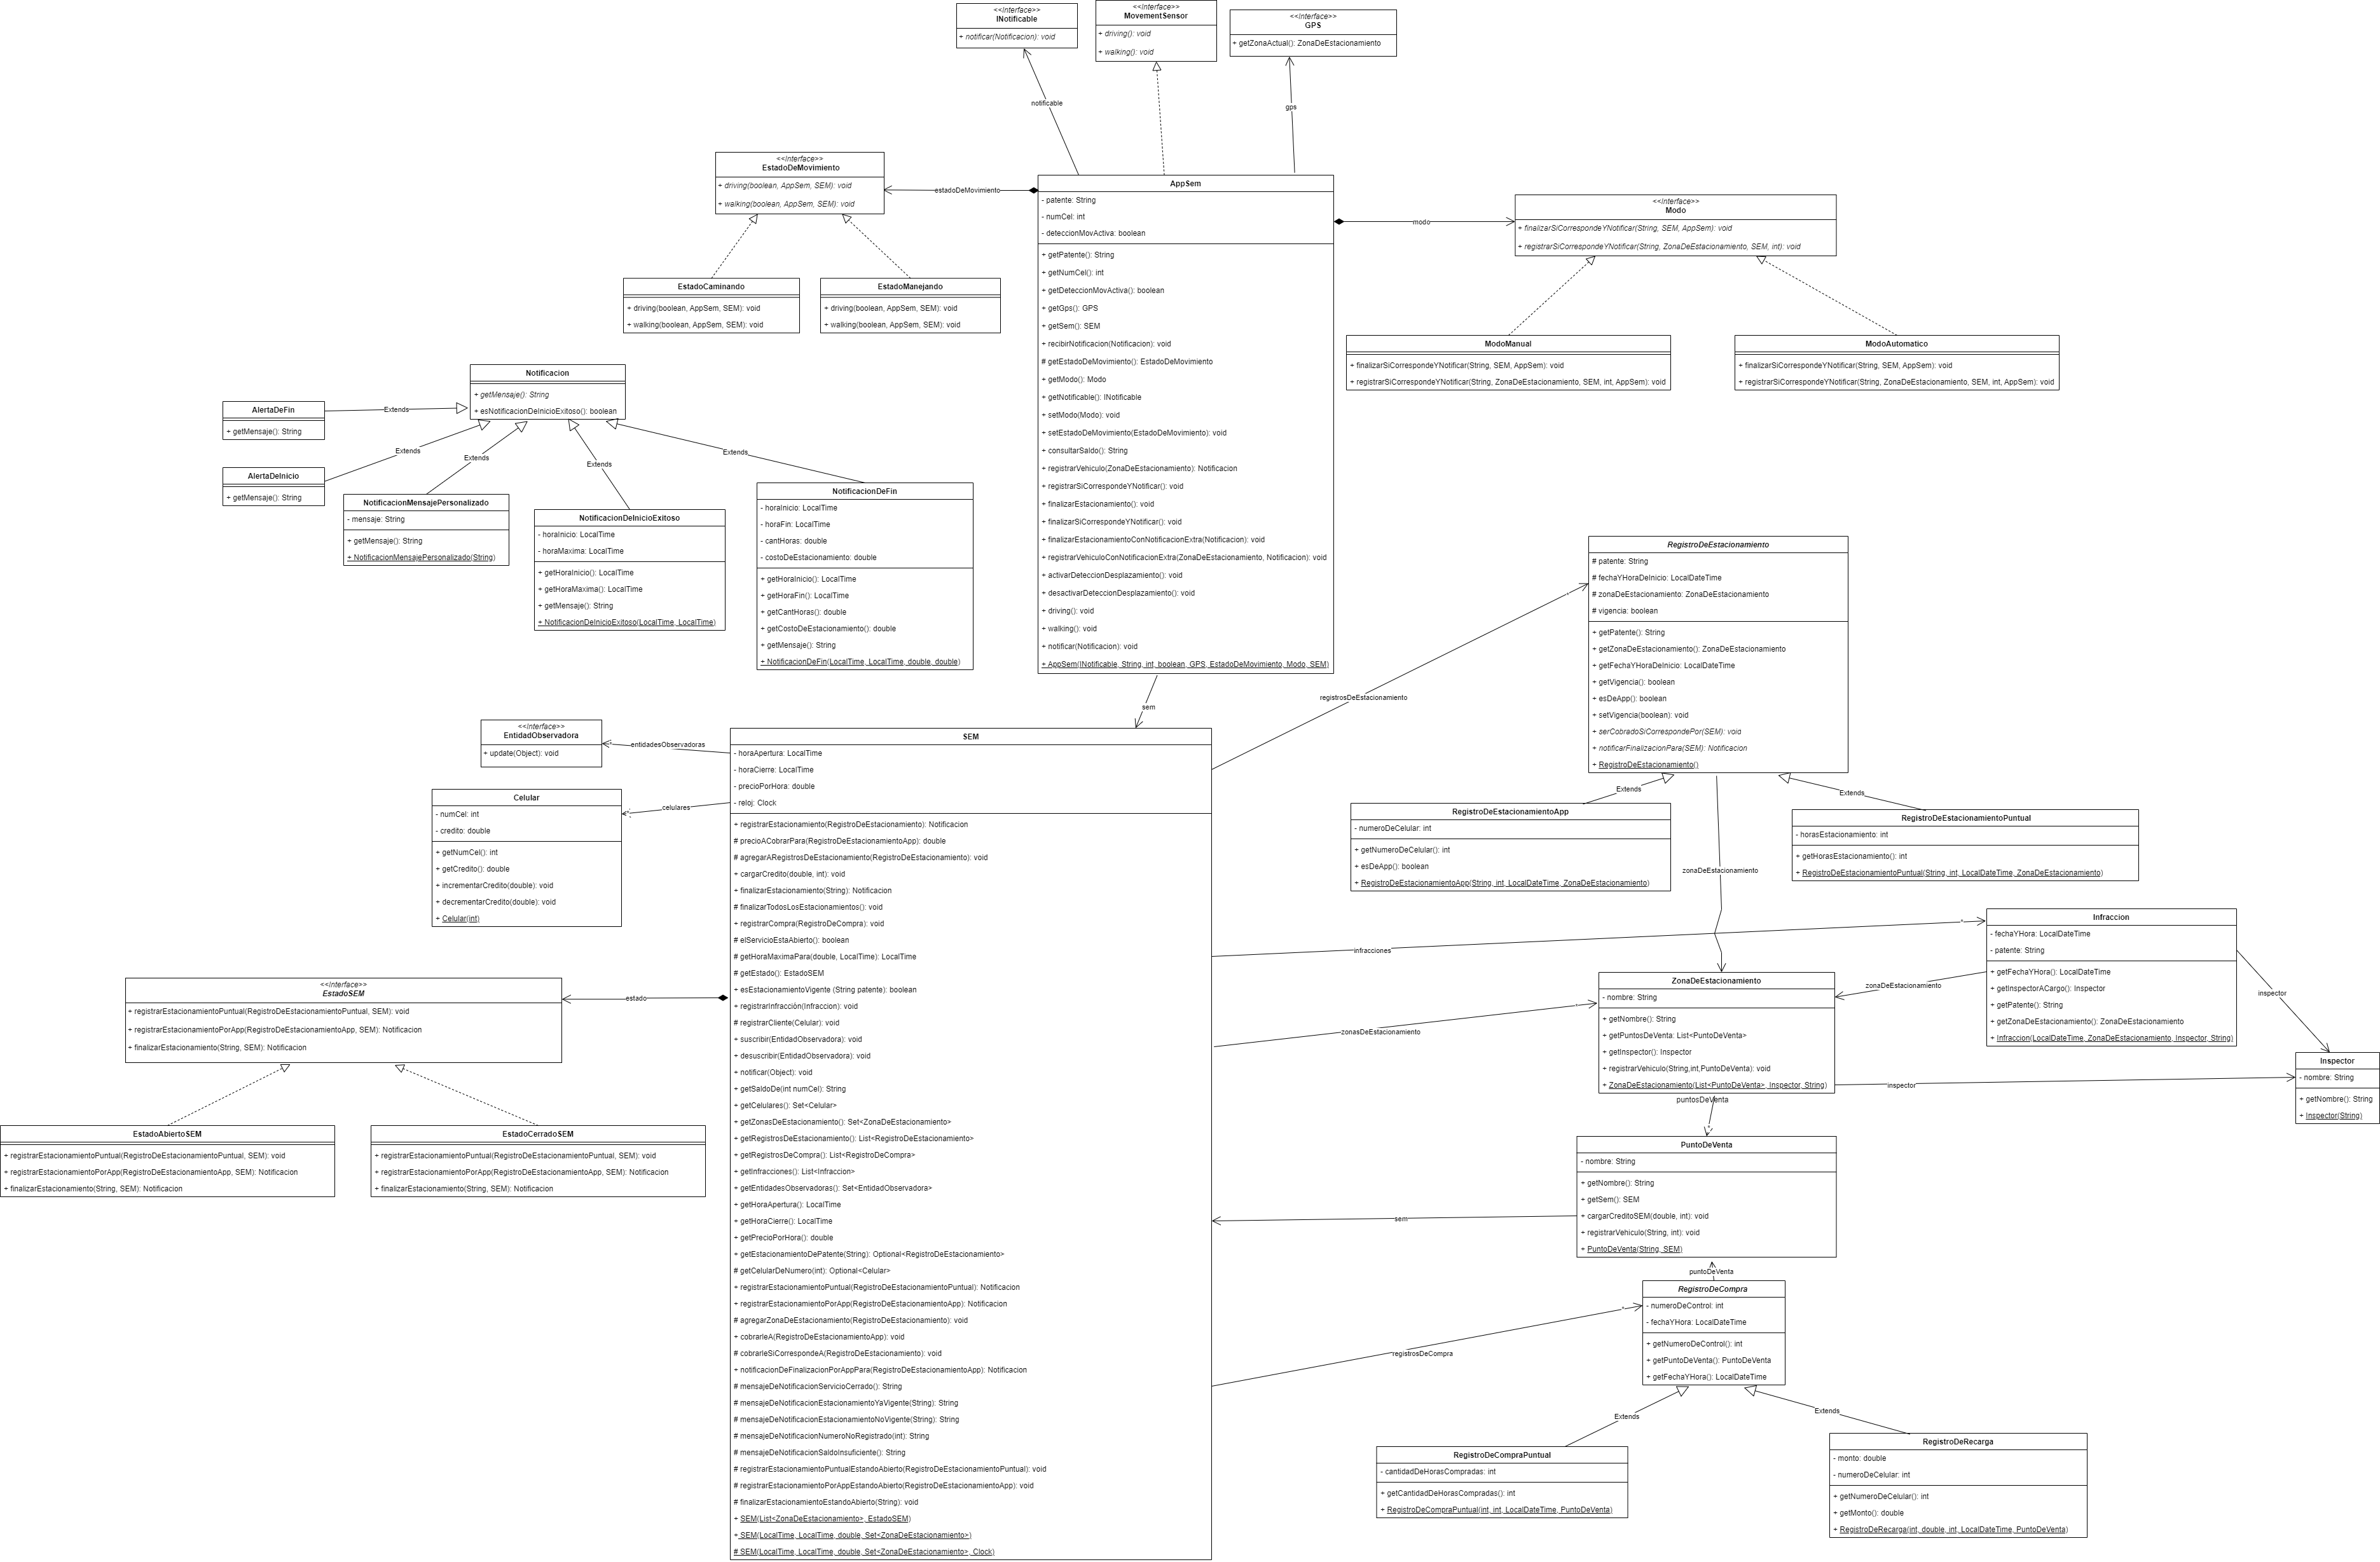 <<interface>>
INotificable
+ notificar(Notificacion): void
<<interface>>
MovementSensor
+ driving(): void
+ walking(): void
<<interface>>
GPS
+ getZonaActual(): ZonaDeEstacionamiento
notificable
gps
<<interface>>
EstadoDeMovimiento
+ driving(boolean, AppSem, SEM): void
+ walking(boolean, AppSem, SEM): void
estadoDeMovimiento
EstadoCaminando
+ driving(boolean, AppSem, SEM): void
+ walking(boolean, AppSem, SEM): void
EstadoManejando
+ driving(boolean, AppSem, SEM): void
+ walking(boolean, AppSem, SEM): void
AppSem
- patente: String
- numCel: int
- deteccionMovActiva: boolean
+ getPatente(): String
+ getNumCel(): int
+ getDeteccionMovActiva(): boolean
+ getGps(): GPS
+ getSem(): SEM
+ recibirNotificacion(Notificacion): void
# getEstadoDeMovimiento(): EstadoDeMovimiento
+ getModo(): Modo
+ getNotificable(): INotificable
+ setModo(Modo): void
+ setEstadoDeMovimiento(EstadoDeMovimiento): void
+ consultarSaldo(): String
+ registrarVehiculo(ZonaDeEstacionamiento): Notificacion
+ registrarSiCorrespondeYNotificar(): void
+ finalizarEstacionamiento(): void
+ finalizarSiCorrespondeYNotificar(): void
+ finalizarEstacionamientoConNotificacionExtra(Notificacion): void
+ registrarVehiculoConNotificacionExtra(ZonaDeEstacionamiento, Notificacion): void
+ activarDeteccionDesplazamiento(): void
+ desactivarDeteccionDesplazamiento(): void
+ driving(): void
+ walking(): void
+ notificar(Notificacion): void
+ AppSem(INotificable, String, int, boolean, GPS, EstadoDeMovimiento, Modo, SEM)
modo
<<interface>>
Modo
+ finalizarSiCorrespondeYNotificar(String, SEM, AppSem): void
+ registrarSiCorrespondeYNotificar(String, ZonaDeEstacionamiento, SEM, int): void
ModoManual
+ finalizarSiCorrespondeYNotificar(String, SEM, AppSem): void
+ registrarSiCorrespondeYNotificar(String, ZonaDeEstacionamiento, SEM, int, AppSem): void
ModoAutomatico
+ finalizarSiCorrespondeYNotificar(String, SEM, AppSem): void
+ registrarSiCorrespondeYNotificar(String, ZonaDeEstacionamiento, SEM, int, AppSem): void
Notificacion
+ getMensaje(): String
+ esNotificacionDeInicioExitoso(): boolean
AlertaDeFin
+ getMensaje(): String
Extends
AlertaDeInicio
+ getMensaje(): String
Extends
Extends
Extends
Extends
NotificacionMensajePersonalizado
- mensaje: String
+ getMensaje(): String
+ NotificacionMensajePersonalizado(String)
NotificacionDeInicioExitoso
- horaInicio: LocalTime
- horaMaxima: LocalTime
+ getHoraInicio(): LocalTime
+ getHoraMaxima(): LocalTime
+ getMensaje(): String
+ NotificacionDeInicioExitoso(LocalTime, LocalTime)
NotificacionDeFin
- horaInicio: LocalTime
- horaFin: LocalTime
- cantHoras: double
- costoDeEstacionamiento: double
+ getHoraInicio(): LocalTime
+ getHoraFin(): LocalTime
+ getCantHoras(): double
+ getCostoDeEstacionamiento(): double
+ getMensaje(): String
+ NotificacionDeFin(LocalTime, LocalTime, double, double)
sem
<<interface>>
EntidadObservadora
+ update(Object): void
* entidadesObservadoras
Celular
- numCel: int
- credito: double
+ getNumCel(): int
+ getCredito(): double
+ incrementarCredito(double): void
+ decrementarCredito(double): void
+ Celular(int)
* celulares
SEM
- horaApertura: LocalTime
- horaCierre: LocalTime
- precioPorHora: double
- reloj: Clock
+ registrarEstacionamiento(RegistroDeEstacionamiento): Notificacion
# precioACobrarPara(RegistroDeEstacionamientoApp): double
# agregarARegistrosDeEstacionamiento(RegistroDeEstacionamiento): void
+ cargarCredito(double, int): void
+ finalizarEstacionamiento(String): Notificacion
# finalizarTodosLosEstacionamientos(): void
+ registrarCompra(RegistroDeCompra): void
# elServicioEstaAbierto(): boolean
# getHoraMaximaPara(double, LocalTime): LocalTime
# getEstado(): EstadoSEM
+ esEstacionamientoVigente (String patente): boolean
+ registrarInfracción(Infraccion): void
# registrarCliente(Celular): void
+ suscribir(EntidadObservadora): void
+ desuscribir(EntidadObservadora): void
+ notificar(Object): void
+ getSaldoDe(int numCel): String
+ getCelulares(): Set<Celular>
+ getZonasDeEstacionamiento(): Set<ZonaDeEstacionamiento>
+ getRegistrosDeEstacionamiento(): List<RegistroDeEstacionamiento>
+ getRegistrosDeCompra(): List<RegistroDeCompra>
+ getInfracciones(): List<Infraccion>
+ getEntidadesObservadoras(): Set<EntidadObservadora>
+ getHoraApertura(): LocalTime
+ getHoraCierre(): LocalTime
+ getPrecioPorHora(): double
+ getEstacionamientoDePatente(String): Optional<RegistroDeEstacionamiento>
# getCelularDeNumero(int): Optional<Celular>
+ registrarEstacionamientoPuntual(RegistroDeEstacionamientoPuntual): Notificacion
+ registrarEstacionamientoPorApp(RegistroDeEstacionamientoApp): Notificacion
# agregarZonaDeEstacionamiento(RegistroDeEstacionamiento): void
+ cobrarleA(RegistroDeEstacionamientoApp): void
# cobrarleSiCorrespondeA(RegistroDeEstacionamiento): void
+ notificacionDeFinalizacionPorAppPara(RegistroDeEstacionamientoApp): Notificacion
# mensajeDeNotificacionServicioCerrado(): String
# mensajeDeNotificacionEstacionamientoYaVigente(String): String
# mensajeDeNotificacionEstacionamientoNoVigente(String): String
# mensajeDeNotificacionNumeroNoRegistrado(int): String
# mensajeDeNotificacionSaldoInsuficiente(): String
# registrarEstacionamientoPuntualEstandoAbierto(RegistroDeEstacionamientoPuntual): void
# registrarEstacionamientoPorAppEstandoAbierto(RegistroDeEstacionamientoApp): void
# finalizarEstacionamientoEstandoAbierto(String): void
+ SEM(List<ZonaDeEstacionamiento>, EstadoSEM)
+ SEM(LocalTime, LocalTime, double, Set<ZonaDeEstacionamiento>)
# SEM(LocalTime, LocalTime, double, Set<ZonaDeEstacionamiento>, Clock)
estado
<<interface>>
EstadoSEM
+ registrarEstacionamientoPuntual(RegistroDeEstacionamientoPuntual, SEM): void
+ registrarEstacionamientoPorApp(RegistroDeEstacionamientoApp, SEM): Notificacion
+ finalizarEstacionamiento(String, SEM): Notificacion
EstadoAbiertoSEM
+ registrarEstacionamientoPuntual(RegistroDeEstacionamientoPuntual, SEM): void
+ registrarEstacionamientoPorApp(RegistroDeEstacionamientoApp, SEM): Notificacion
+ finalizarEstacionamiento(String, SEM): Notificacion
EstadoCerradoSEM
+ registrarEstacionamientoPuntual(RegistroDeEstacionamientoPuntual, SEM): void
+ registrarEstacionamientoPorApp(RegistroDeEstacionamientoApp, SEM): Notificacion
+ finalizarEstacionamiento(String, SEM): Notificacion
registrosDeEstacionamiento *
RegistroDeEstacionamiento
# patente: String
# fechaYHoraDeInicio: LocalDateTime
# zonaDeEstacionamiento: ZonaDeEstacionamiento
# vigencia: boolean
+ getPatente(): String
+ getZonaDeEstacionamiento(): ZonaDeEstacionamiento
+ getFechaYHoraDeInicio: LocalDateTime
+ getVigencia(): boolean
+ esDeApp(): boolean
+ setVigencia(boolean): void
+ serCobradoSiCorrespondePor(SEM): void
+ notificarFinalizacionPara(SEM): Notificacion
+ RegistroDeEstacionamiento()
Extends
Extends
RegistroDeEstacionamientoApp
- numeroDeCelular: int
+ getNumeroDeCelular(): int
+ esDeApp(): boolean
+ RegistroDeEstacionamientoApp(String, int, LocalDateTime, ZonaDeEstacionamiento)
RegistroDeEstacionamientoPuntual
- horasEstacionamiento: int
+ getHorasEstacionamiento(): int
+ RegistroDeEstacionamientoPuntual(String, int, LocalDateTime, ZonaDeEstacionamiento)
zonaDeEstacionamiento
infracciones *
Infraccion
- fechaYHora: LocalDateTime
- patente: String
+ getFechaYHora(): LocalDateTime
+ getInspectorACargo(): Inspector
+ getPatente(): String
+ getZonaDeEstacionamiento(): ZonaDeEstacionamiento
+ Infraccion(LocalDateTime, ZonaDeEstacionamiento, Inspector, String)
zonaDeEstacionamiento
inspector
ZonaDeEstacionamiento
- nombre: String
+ getNombre(): String
+ getPuntosDeVenta: List<PuntoDeVenta>
+ getInspector(): Inspector
+ registrarVehiculo(String,int,PuntoDeVenta): void
+ ZonaDeEstacionamiento(List<PuntoDeVenta>, Inspector, String)
zonasDeEstacionamiento *
inspector
Inspector
- nombre: String
+ getNombre(): String
+ Inspector(String)
puntosDeVenta
*
PuntoDeVenta
- nombre: String
+ getNombre(): String
+ getSem(): SEM
+ cargarCreditoSEM(double, int): void
+ registrarVehiculo(String, int): void
+ PuntoDeVenta(String, SEM)
sem
puntoDeVenta
RegistroDeCompra
- numeroDeControl: int
- fechaYHora: LocalDateTime
+ getNumeroDeControl(): int
+ getPuntoDeVenta(): PuntoDeVenta
+ getFechaYHora(): LocalDateTime
registrosDeCompra *
Extends
Extends
RegistroDeCompraPuntual
- cantidadDeHorasCompradas: int
+ getCantidadDeHorasCompradas(): int
+ RegistroDeCompraPuntual(int, int, LocalDateTime, PuntoDeVenta)
RegistroDeRecarga
- monto: double
- numeroDeCelular: int
+ getNumeroDeCelular(): int
+ getMonto(): double
+ RegistroDeRecarga(int, double, int, LocalDateTime, PuntoDeVenta)